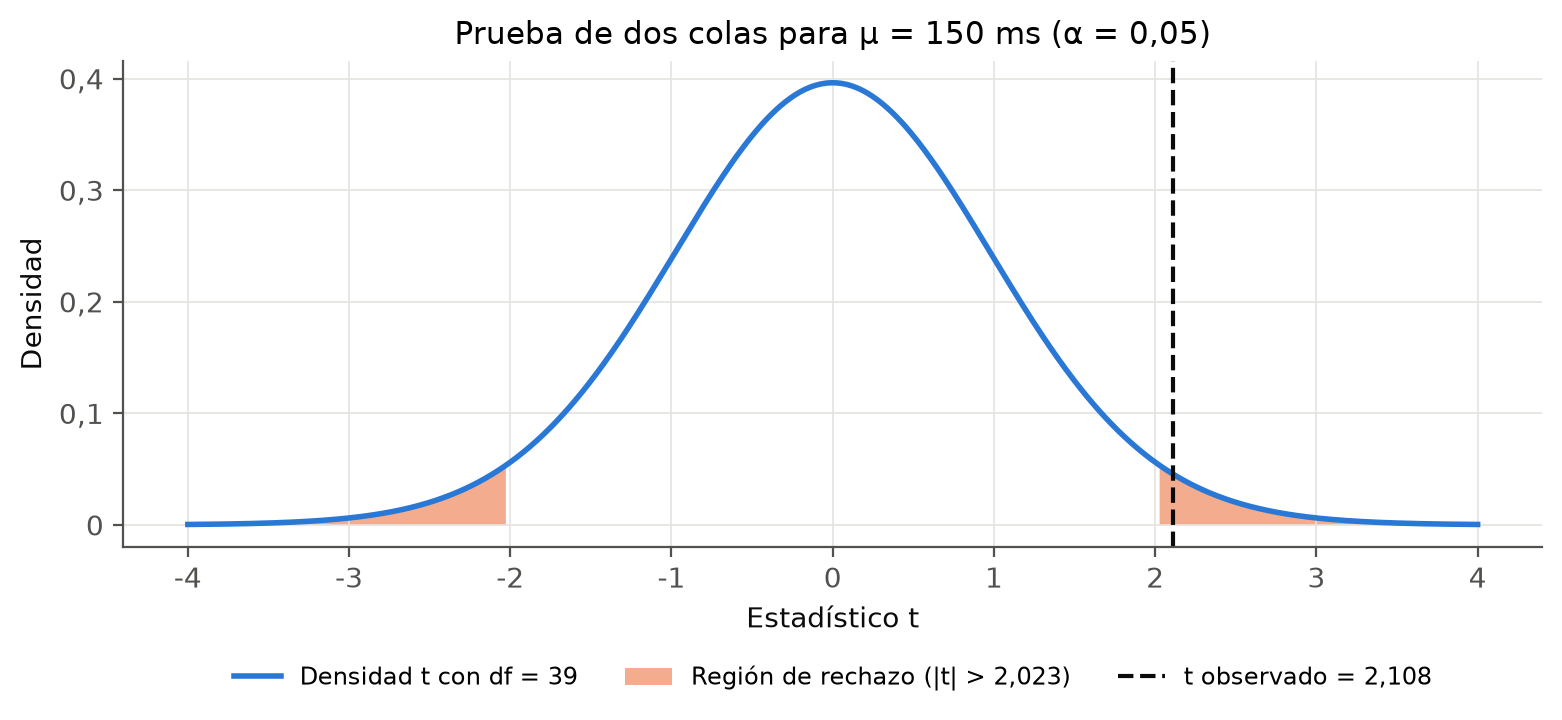 Prueba de dos colas para μ = 150 ms (α = 0,05)
Densidad
0,4
0,3
0,2
0,1
0
-4 -3 -2 -1 0 1 2 3 4
Estadístico t
Densidad t con df = 39 Región de rechazo (|t| > 2,023) t observado = 2,108